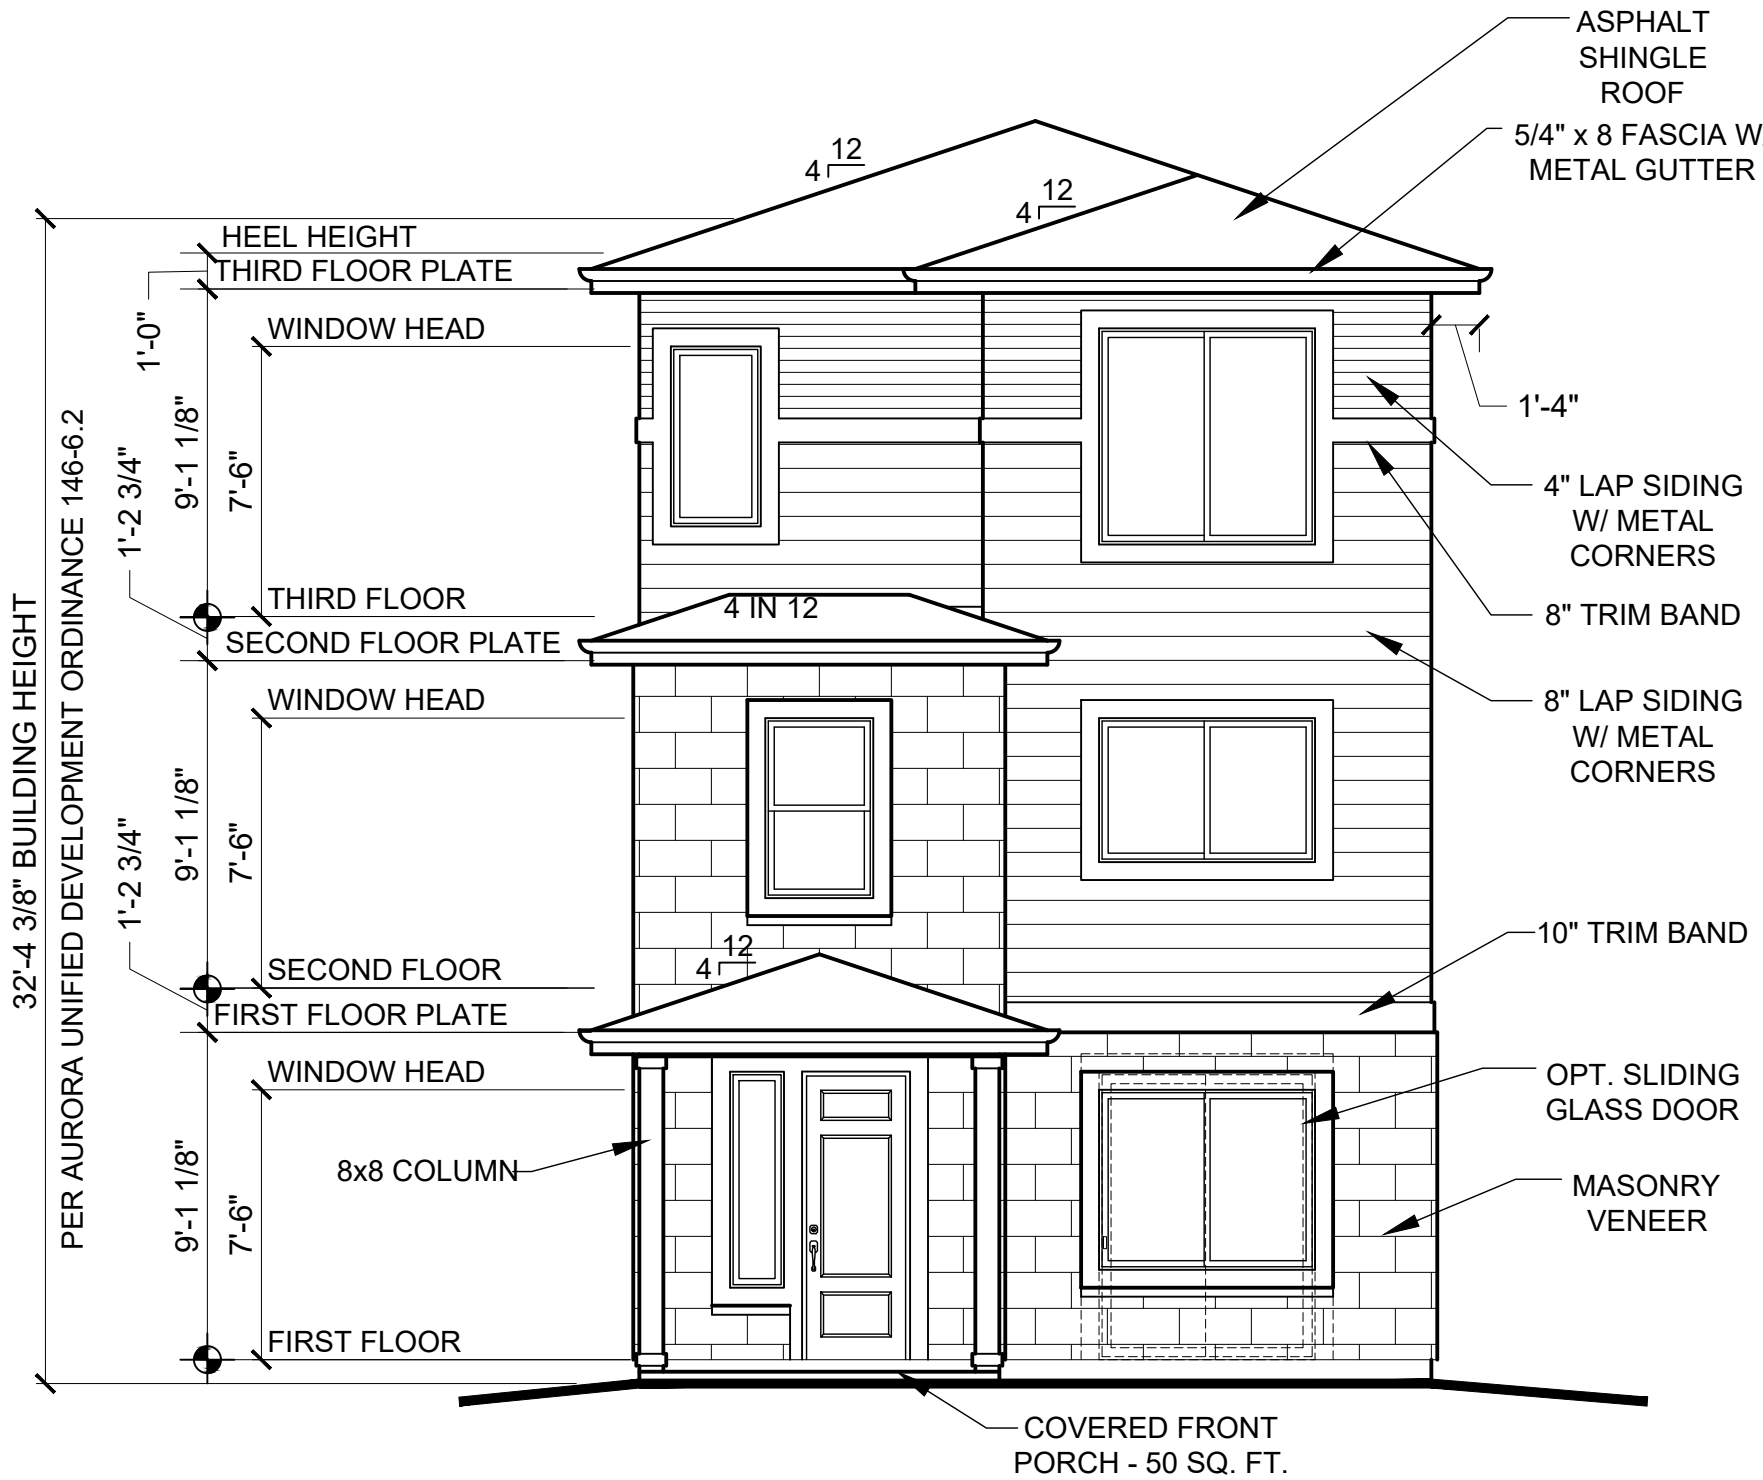 ASPHALT
SHINGLE
ROOF
5/4" x 8 FASCIA W/
METAL GUTTER
12
4
12
4
HEEL HEIGHT
THIRD FLOOR PLATE
1'-0"
WINDOW HEAD
1'-4"
9'-1 1/8"
7'-6"
1'-2 3/4"
4" LAP SIDING
W/ METAL
CORNERS
THIRD FLOOR
4 IN 12
8" TRIM BAND
SECOND FLOOR PLATE
WINDOW HEAD
8" LAP SIDING
W/ METAL
CORNERS
32'-4 3/8" BUILDING HEIGHT
PER AURORA UNIFIED DEVELOPMENT ORDINANCE 146-6.2
9'-1 1/8"
7'-6"
1'-2 3/4"
10" TRIM BAND
12
4
SECOND FLOOR
FIRST FLOOR PLATE
WINDOW HEAD
OPT. SLIDING
GLASS DOOR
8x8 COLUMN
9'-1 1/8"
7'-6"
MASONRY
VENEER
FIRST FLOOR
COVERED FRONT
PORCH - 50 SQ. FT.